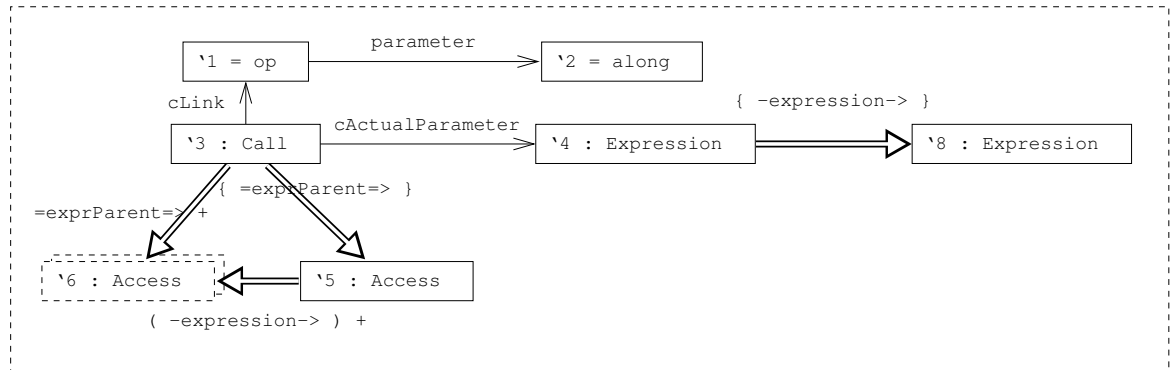 parameter
‛1 = op
‛2 = along
cLink
{ -expression-> }
cActualParameter
‛3 : Call
‛4 : Expression
‛8 : Expression
{ =exprParent=> }
=exprParent=> +
‛6 : Access
‛5 : Access
( -expression-> ) +